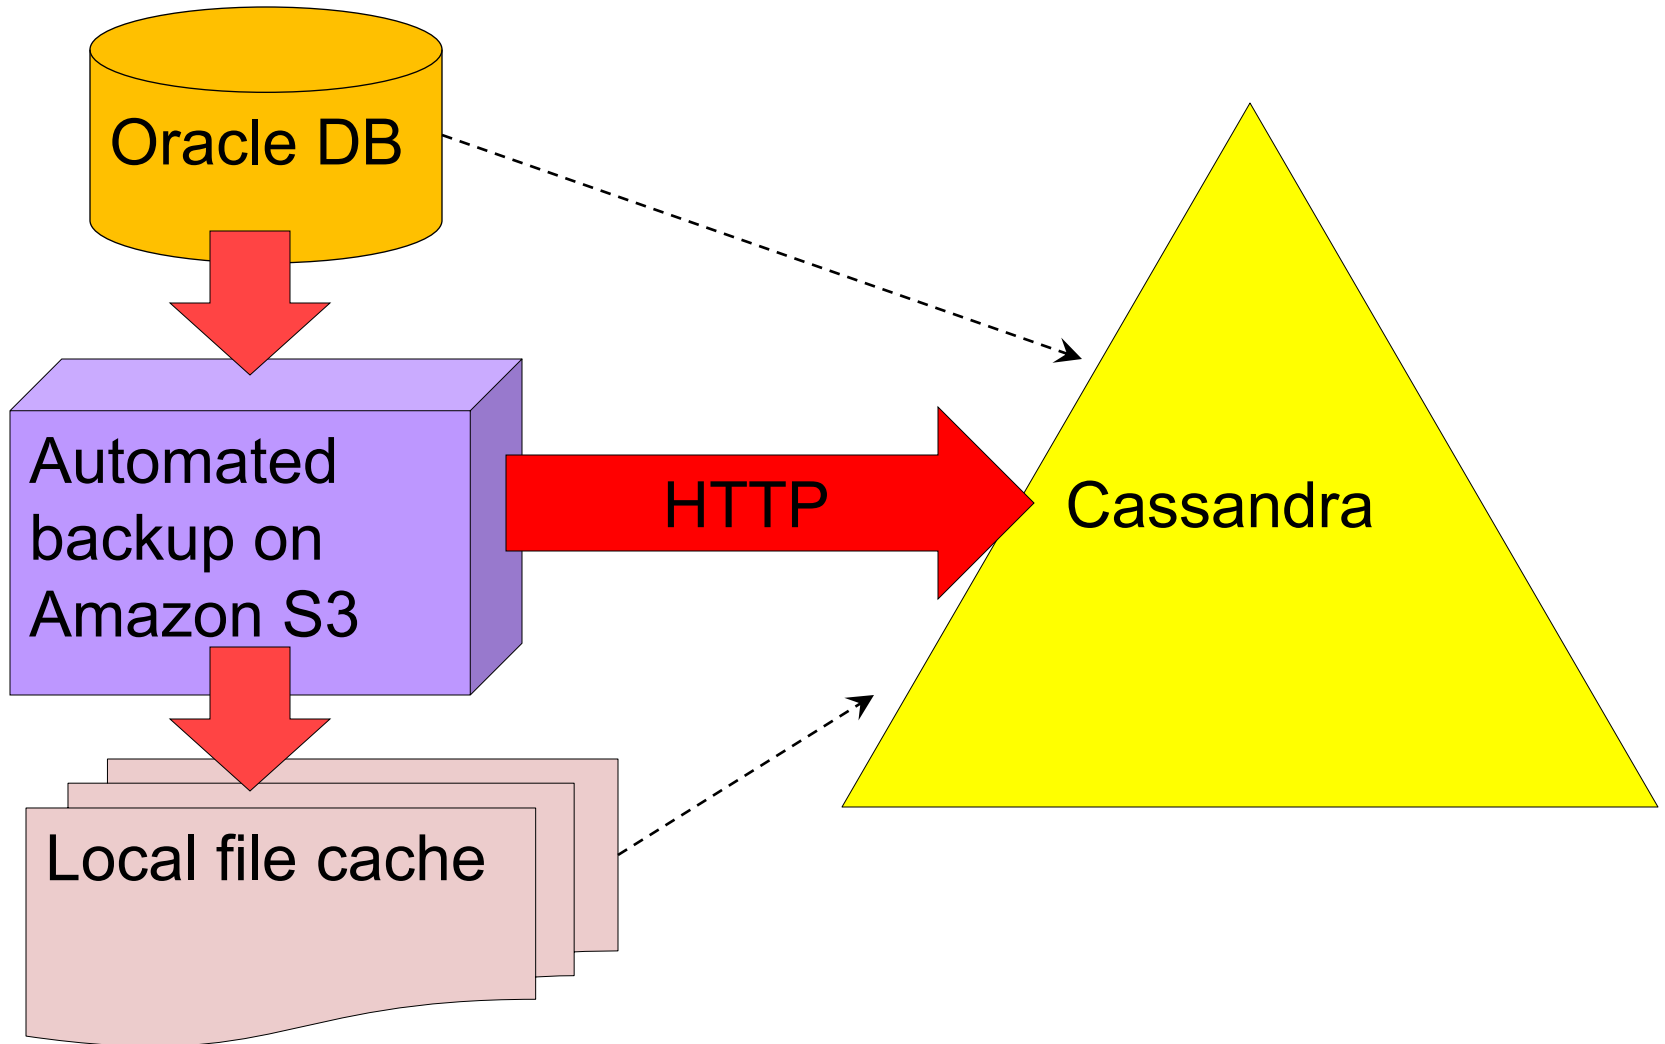 Oracle DB
Automated
backup on
Amazon S3
HTTP
Cassandra
Local file cache